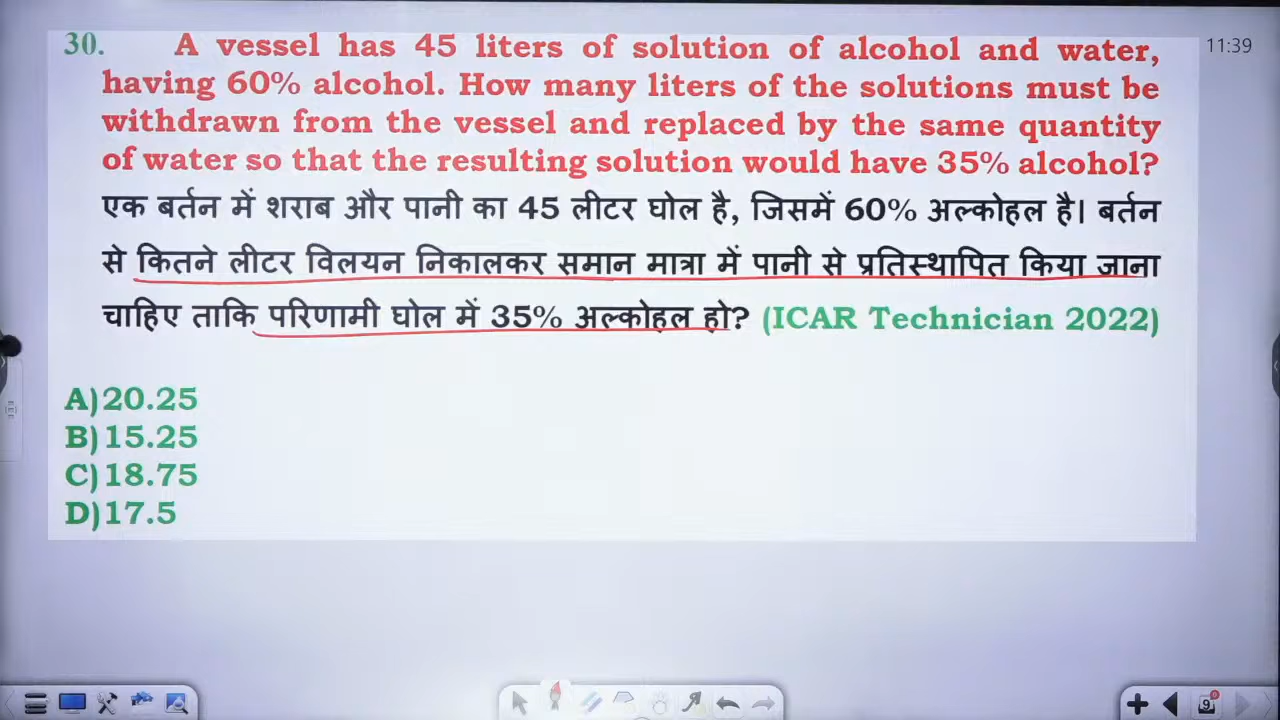 30. A vessel has 45 liters of solution of alcohol and water,
11:39
having 60% alcohol. How many liters of the solutions must be
withdrawn from the vessel and replaced by the same quantity
of water so that the resulting solution would have 35% alcohol?
एक बर्तन में शराब और पानी का 45 लीटर घोल है, जिसमें 60% अल्कोहल है। बर्तन
से कितने लीटर विलयन निकालकर समान मात्रा में पानी से प्रतिस्थापित किया जाना
चाहिए ताकि परिणामी घोल में 35% अल्कोहल हो? (ICAR Technician 2022)
A)20.25
B)15.25
C)18.75
D)17.5